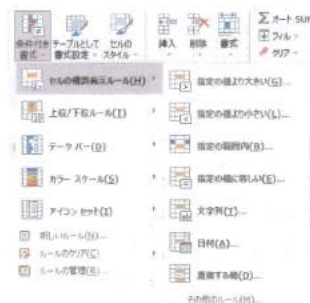 条件付き書式 テーブルとして書式設定 セルのスタイル 挿入 削除 書式 Σ オート SUM
フィル
クリア
セルの強調表示ルール(H)
上位/下位ルール(T)
データ バー(D)
カラー スケール(S)
アイコン セット(I)
新しいルール(N)...
ルールのクリア(C)
ルールの管理(R)...
指定の値より大きい(G)...
指定の値より小さい(L)...
指定の範囲内(B)...
指定の値に等しい(E)...
文字列(T)...
日付(A)...
重複する値(D)...
その他のルール(M)...